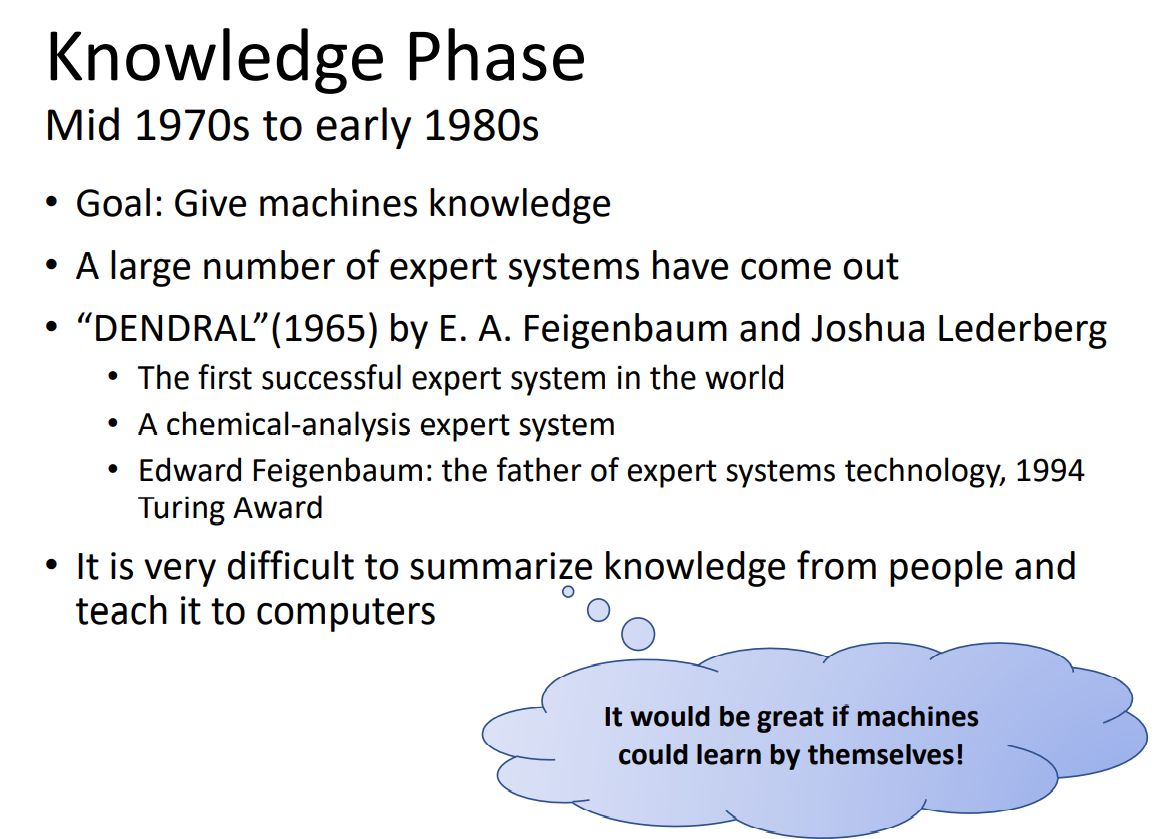 Knowledge Phase
Mid 1970s to early 1980s
• Goal: Give machines knowledge
• A large number of expert systems have come out
• “DENDRAL”(1965) by E. A. Feigenbaum and Joshua Lederberg
• The first successful expert system in the world
• A chemical-analysis expert system
• Edward Feigenbaum: the father of expert systems technology, 1994
Turing Award
• It is very difficult to summarize knowledge from people and
teach it to computers
It would be great if machines
could learn by themselves!